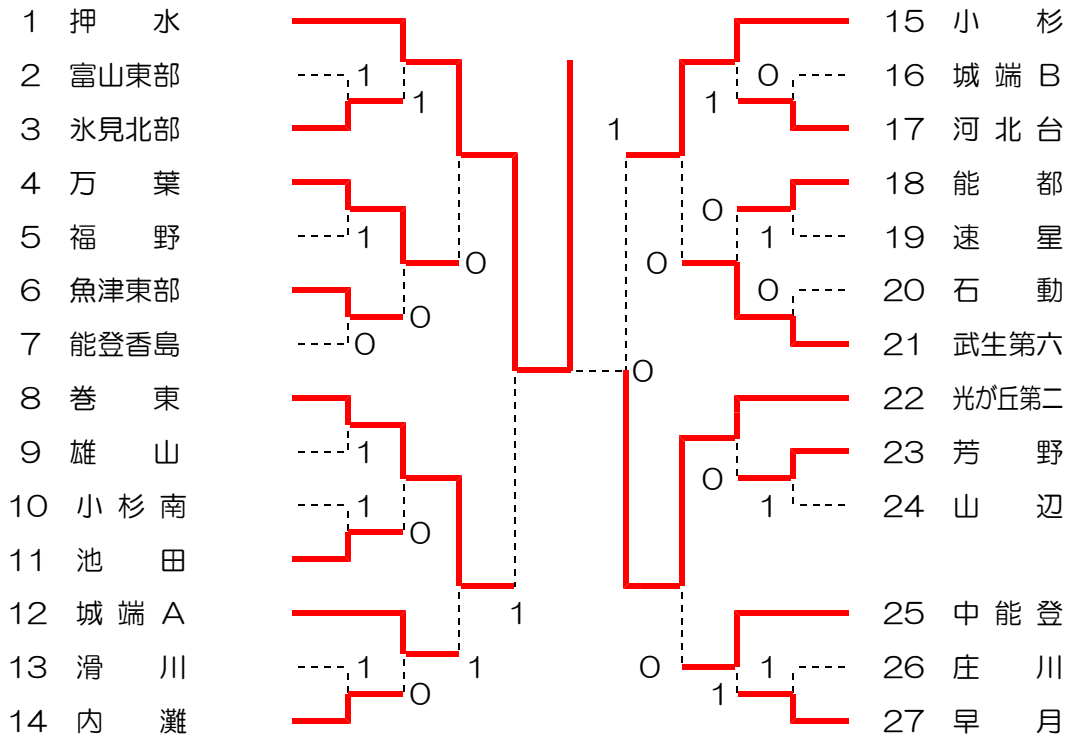 1 押 水
2 富山東部
3 氷見北部
4 万 葉
5 福 野
6 魚津東部
7 能登香島
8 巻 東
9 雄 山
10 小 杉 南
11 池 田
12 城 端 A
13 滑 川
14 内 灘
1
1
1
0
0
0
1
1
0
1
1
1
0
1
0
0
1
0
1
0
1
0
0
1
0
1
1
15 小 杉
16 城 端 B
17 河 北 台
18 能 都
19 速 星
20 石 動
21 武生第六
22 光が丘第二
23 芳 野
24 山 辺
25 中 能 登
26 庄 川
27 早 月